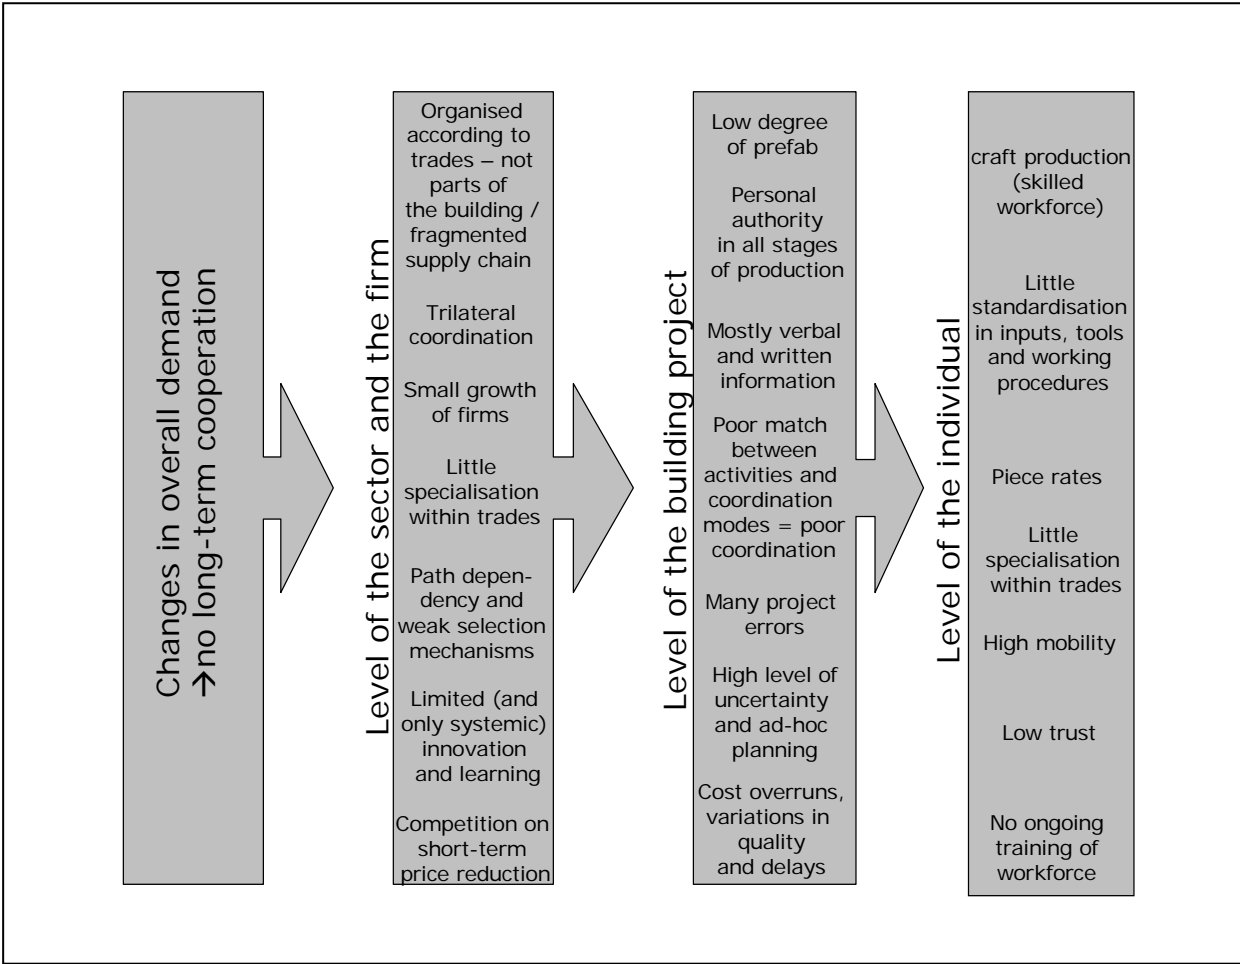 Changes in overall demand
→no long-term cooperation
Level of the sector and the firm
Organised
according to
trades – not
parts of
the building /
fragmented
supply chain
Trilateral
coordination
Small growth
of firms
Little
specialisation
within trades
Path depen-
dency and
weak selection
mechanisms
Limited (and
only systemic)
innovation
and learning
Competition on
short-term
price reduction
Level of the building project
Low degree
of prefab
Personal
authority
in all stages
of production
Mostly verbal
and written
information
Poor match
between
activities and
coordination
modes = poor
coordination
Many project
errors
High level of
uncertainty
and ad-hoc
planning
Cost overruns,
variations in
quality
and delays
Level of the individual
craft production
(skilled
workforce)
Little
standardisation
in inputs, tools
and working
procedures
Piece rates
Little
specialisation
within trades
High mobility
Low trust
No ongoing
training of
workforce